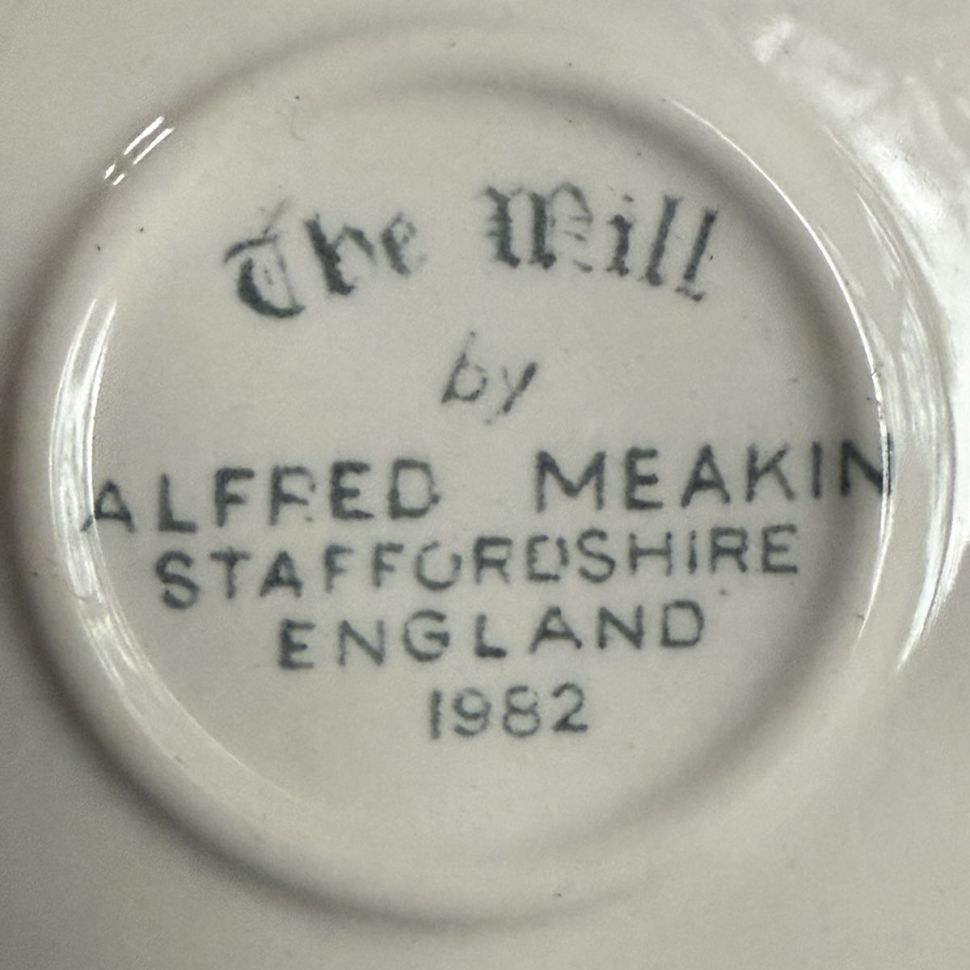 The Mill
by
ALFRED MEAKIN
STAFFORDSHIRE
ENGLAND
1982